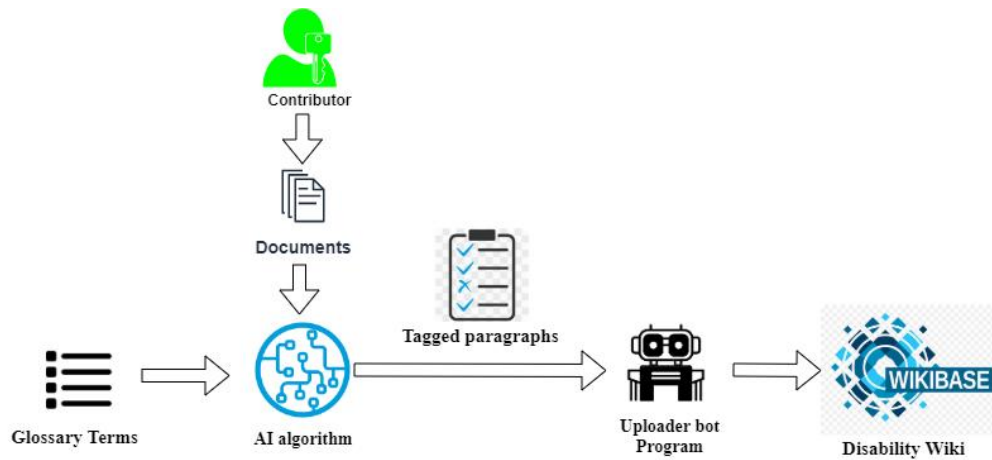 Contributor
Documents
Tagged paragraphs
Glossary Terms
AI algorithm
Uploader bot
Program
WIKIBASE
Disability Wiki